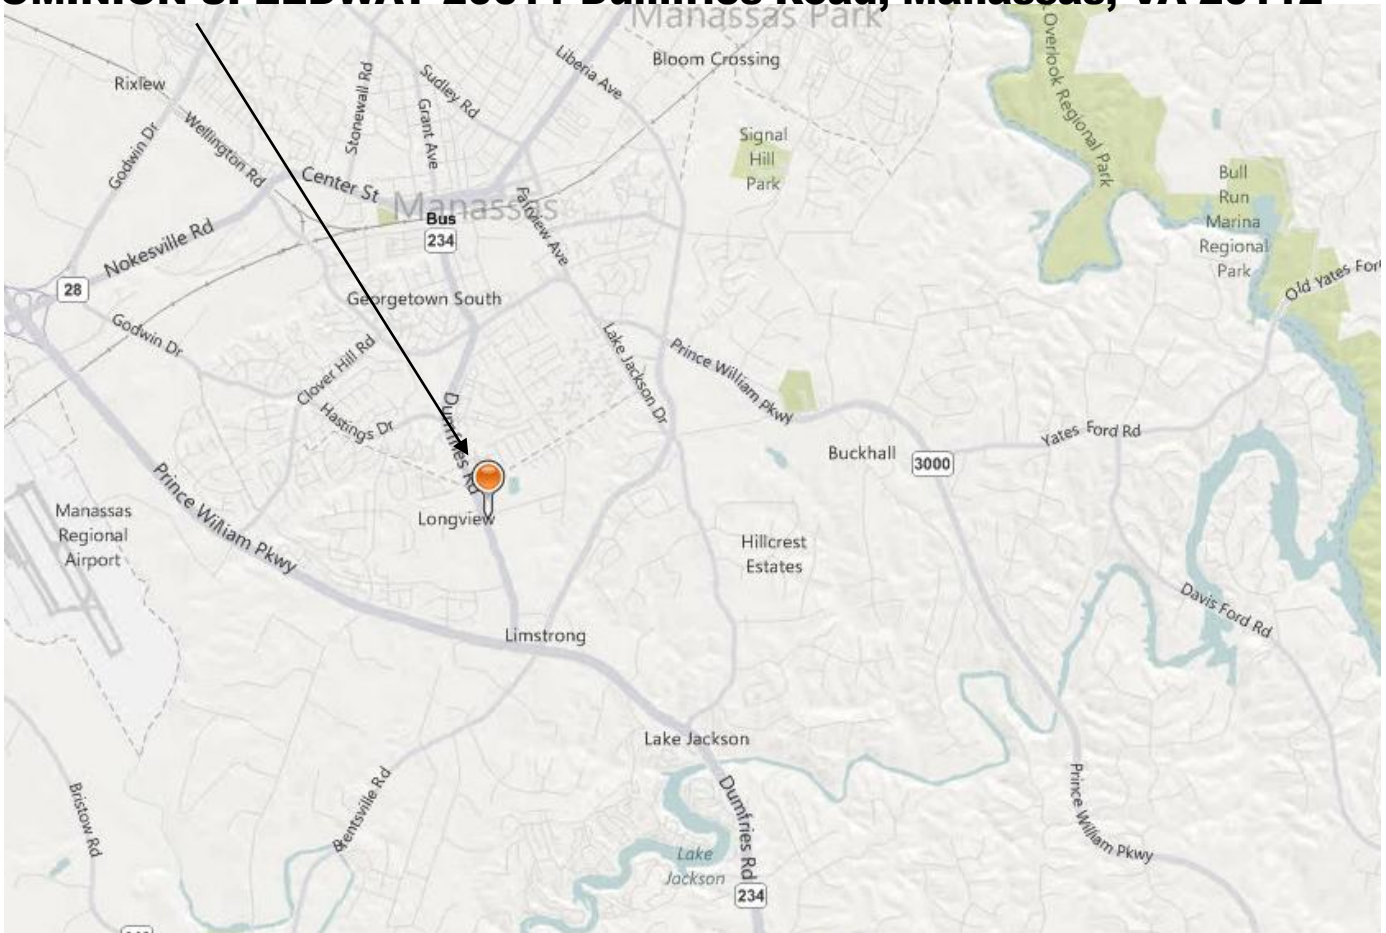 Dumfries Road, Manassas, VA
Manassas Park
Overlook Regional Park
Liberia Ave
Bloom Crossing
Rixlew
Sudley Rd
Stonewall Rd
Grant Ave
Godwin Dr
Wellington Rd
Signal
Hill
Park
Bull
Run
Marina
Regional
Park
Center St
Manassas
Fairview Ave
Bus
234
Nokesville Rd
28
Old Yates For
Georgetown South
Godwin Dr
Clover Hill Rd
Lake Jackson Dr
Prince William Pkwy
Hastings Dr
Dumfries Rd
Buckhall
3000
Yates Ford Rd
Prince William Pkwy
Manassas
Regional
Airport
Longview
Hillcrest
Estates
Davis Ford Rd
Limstrong
Lake Jackson
Bristow Rd
Brentsville Rd
Dumfries Rd
Prince William Pkwy
Lake
Jackson
234